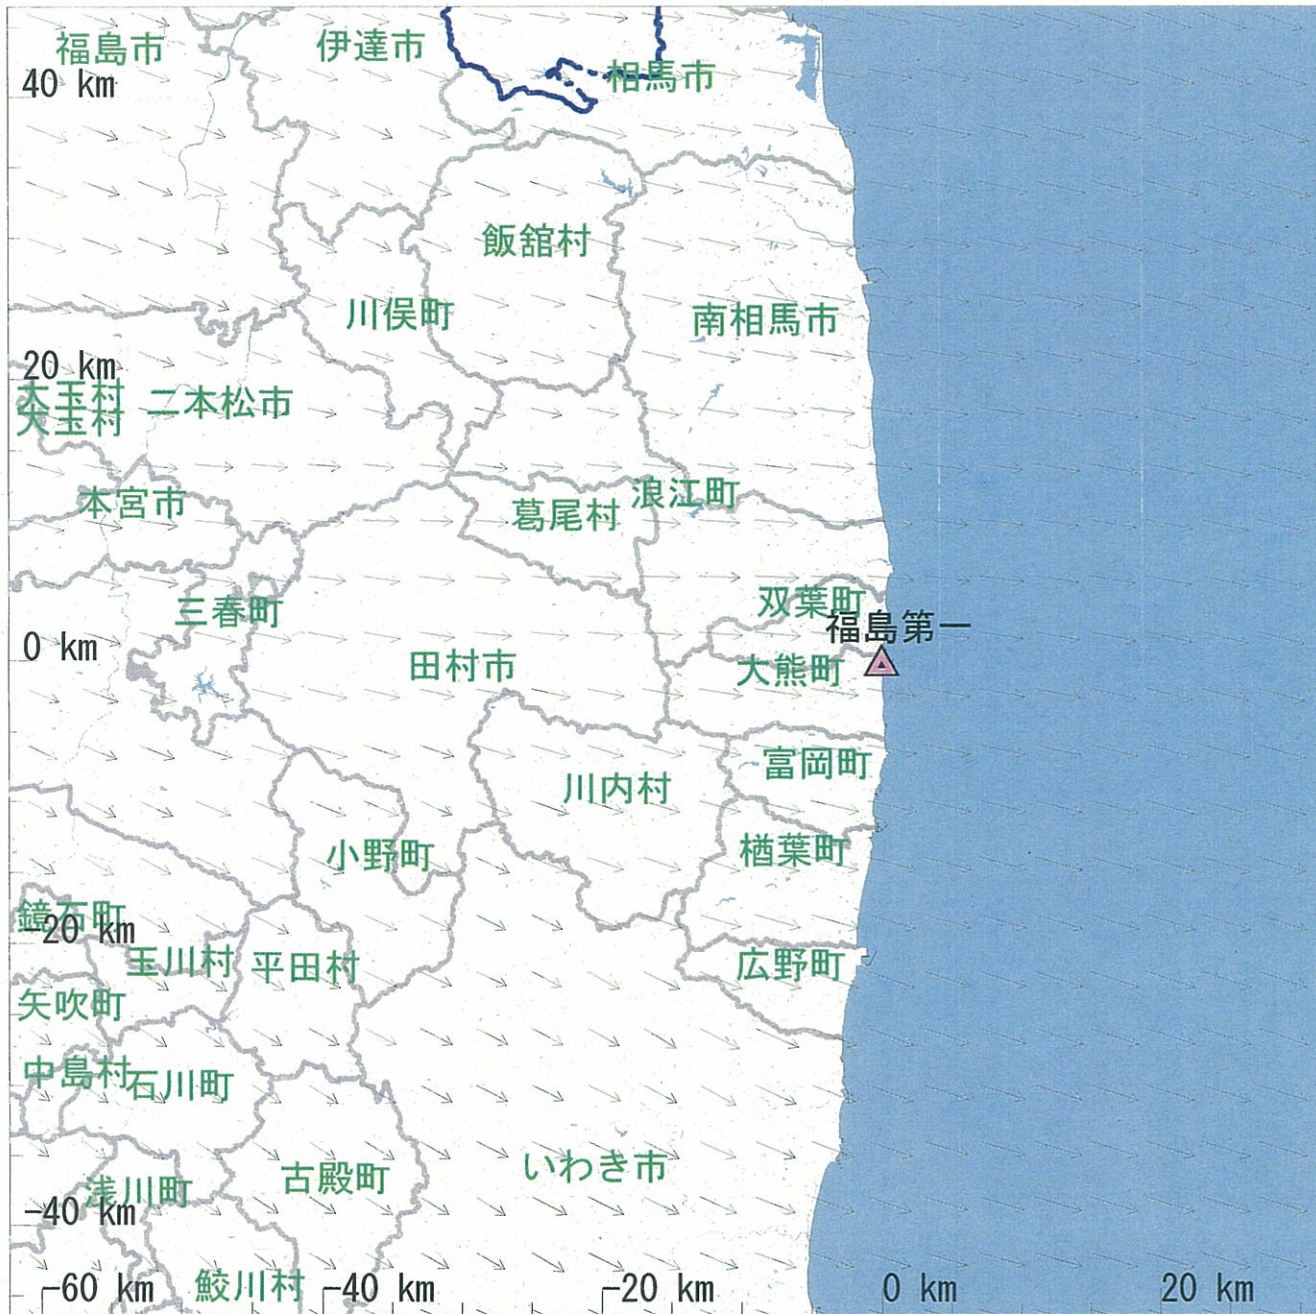 福島市
伊達市
相馬市
40 km
飯舘村
川俣町
南相馬市
20 km
大玉村
大玉村
二本松市
本宮市
葛尾村
浪江町
三春町
双葉町
福島第一
0 km
田村市
大熊町
川内村
富岡町
小野町
楢葉町
鏡石町
-20 km
玉川村
平田村
広野町
矢吹町
中島村
石川町
いわき市
浅川町
古殿町
-40 km
鮫川村
-60 km
-40 km
-20 km
0 km
20 km